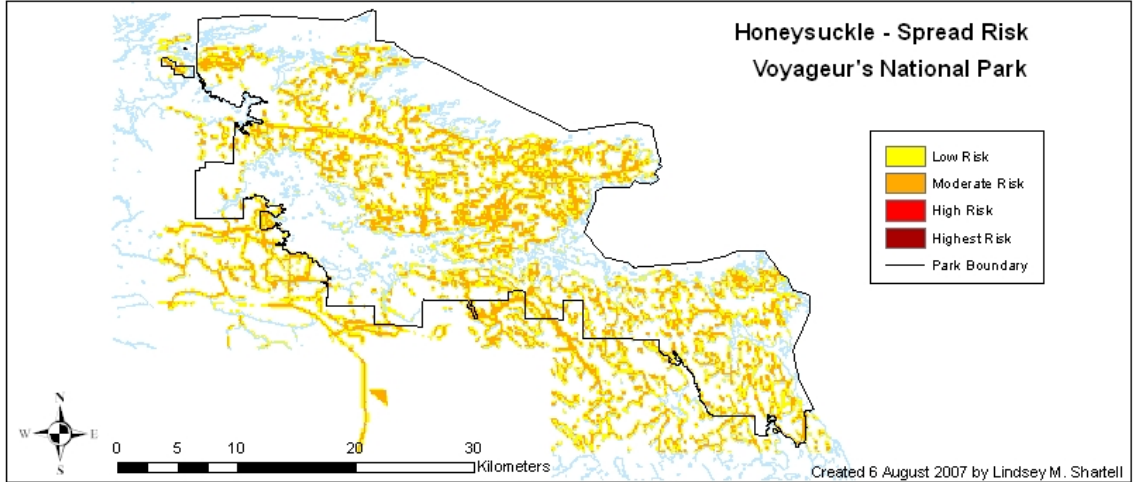 Honeysuckle - Spread Risk
Voyageur's National Park
Low Risk
Moderate Risk
High Risk
Highest Risk
Park Boundary
N
W E
S
0 5 10 20 30
Kilometers
Created 6 August 2007 by Lindsey M. Shartell